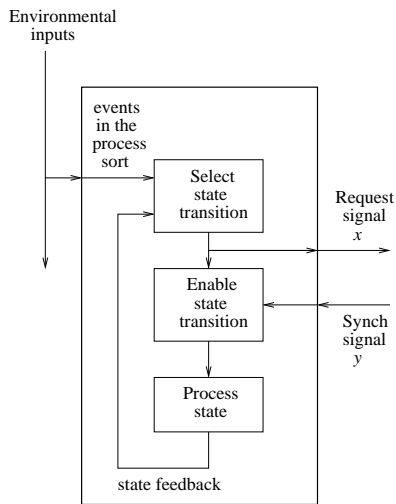 Environmental
inputs
events
in the
process
sort
Select
state
transition
Request
signal
x
Enable
state
transition
Synch
signal
y
Process
state
state feedback